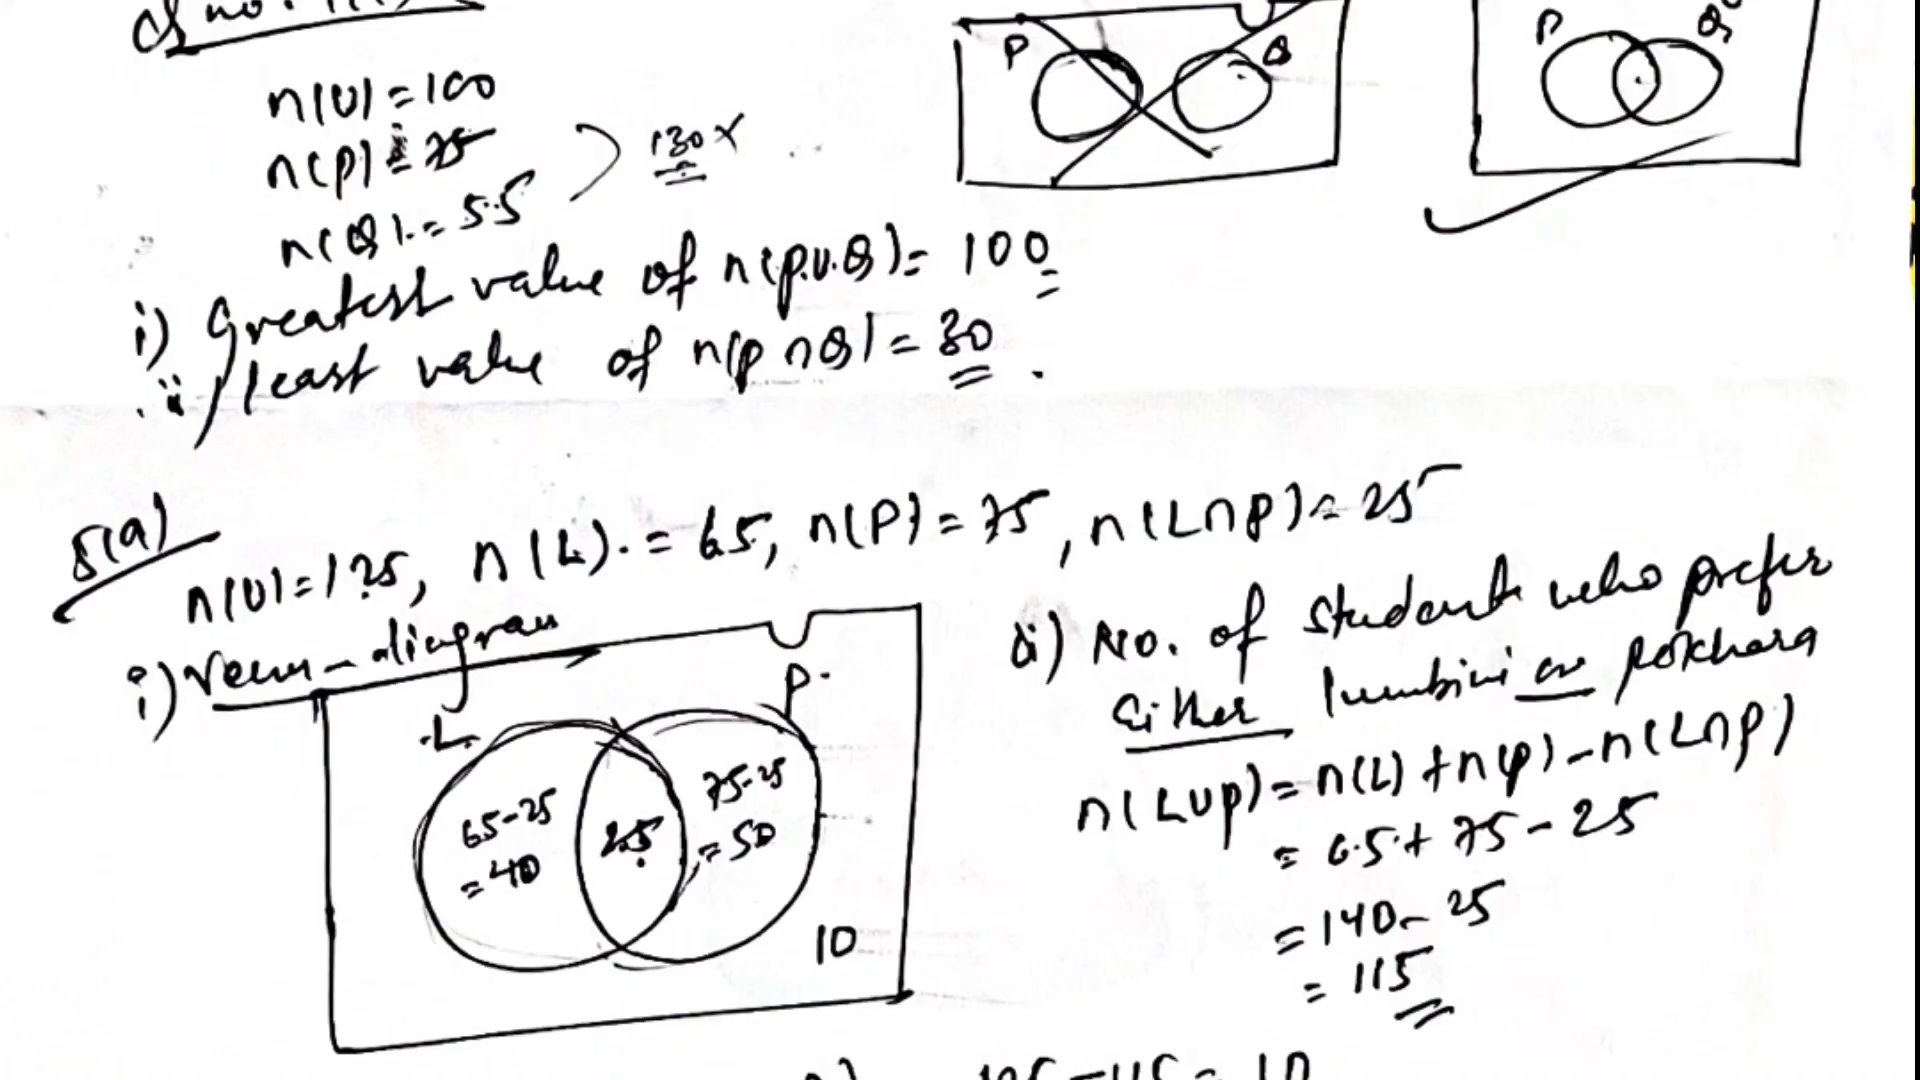 n(U) = 100
n(P) = 75
n(Q) = 55
130 X
P Q
P Q
i) Greatest value of n(P∪Q) = 100
ii) least value of n(P∩Q) = 30
5(a)
n(U) = 125, n(L) = 65, n(P) = 75, n(L∩P) = 25
i) Venn-diagram
L P
65-25 = 40
25
75-25 = 50
10
ii) No. of students who prefer
either lumbini or pokhara
n(L∪P) = n(L) + n(P) - n(L∩P)
= 65 + 75 - 25
= 140 - 25
= 115